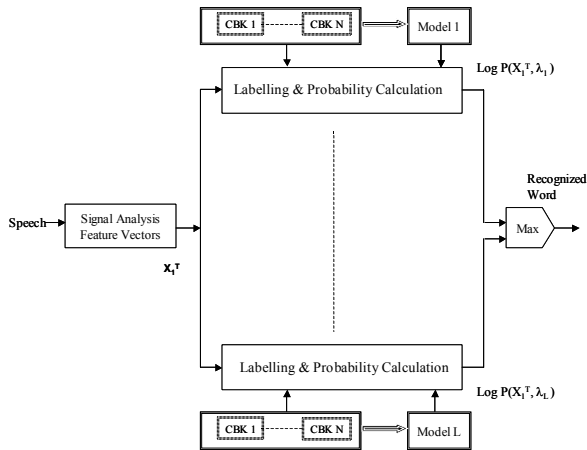 CBK 1 CBK N Model 1
Log P(X₁ᵀ, λ₁)
Labelling & Probability Calculation
Recognized
Word
Speech
Signal Analysis
Feature Vectors
Max
X₁ᵀ
Labelling & Probability Calculation
Log P(X₁ᵀ, λ_L)
CBK 1 CBK N Model L